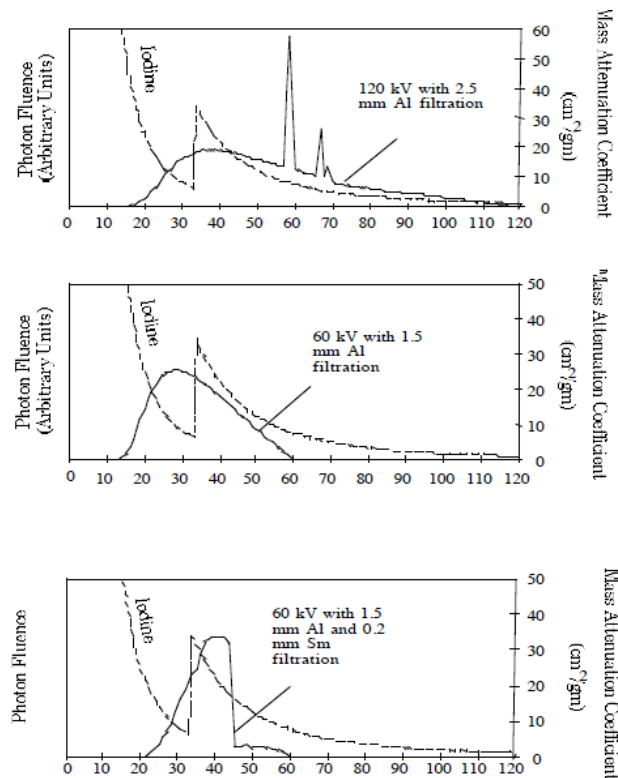 Photon Fluence
(Arbitrary Units)
Iodine
120 kV with 2.5
mm Al filtration
60
50
40
30
20
10
0
Mass Attenuation Coefficient
(cm2/gm)
0 10 20 30 40 50 60 70 80 90 100 110 120
Photon Fluence
(Arbitrary Units)
Iodine
60 kV with 1.5
mm Al
filtration
50
40
30
20
10
0
Mass Attenuation Coefficient
(cm2/gm)
0 10 20 30 40 50 60 70 80 90 100 110 120
Photon Fluence
Iodine
60 kV with 1.5
mm Al and 0.2
mm Sm
filtration
50
40
30
20
10
0
Mass Attenuation Coefficient
(cm2/gm)
0 10 20 30 40 50 60 70 80 90 100 110 120